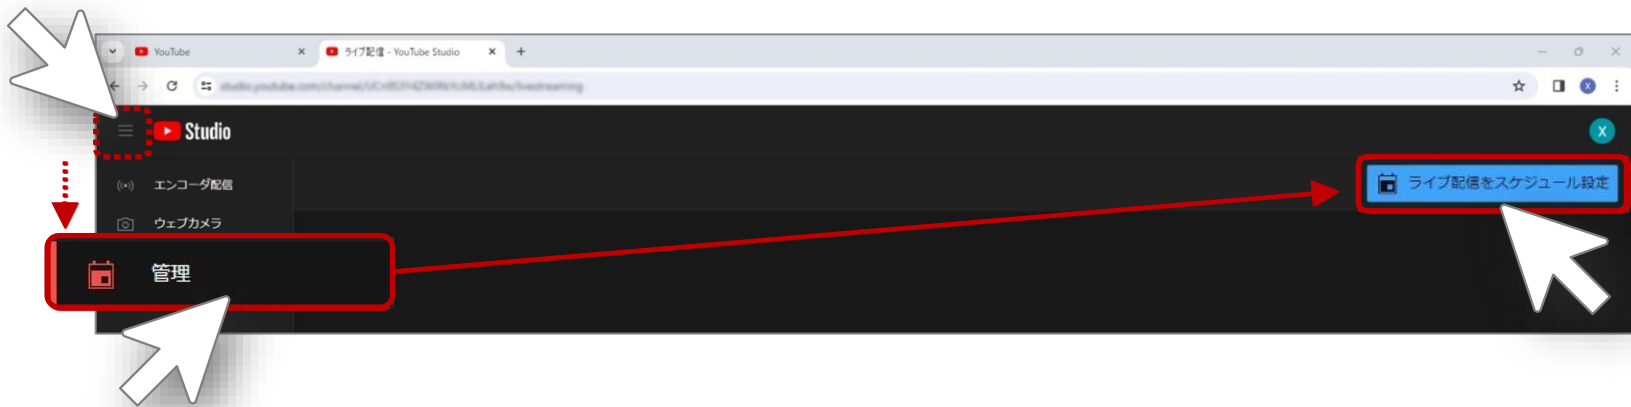 YouTube
ライブ配信 - YouTube Studio
Studio
X
エンコーダ配信
ライブ配信をスケジュール設定
ウェブカメラ
管理